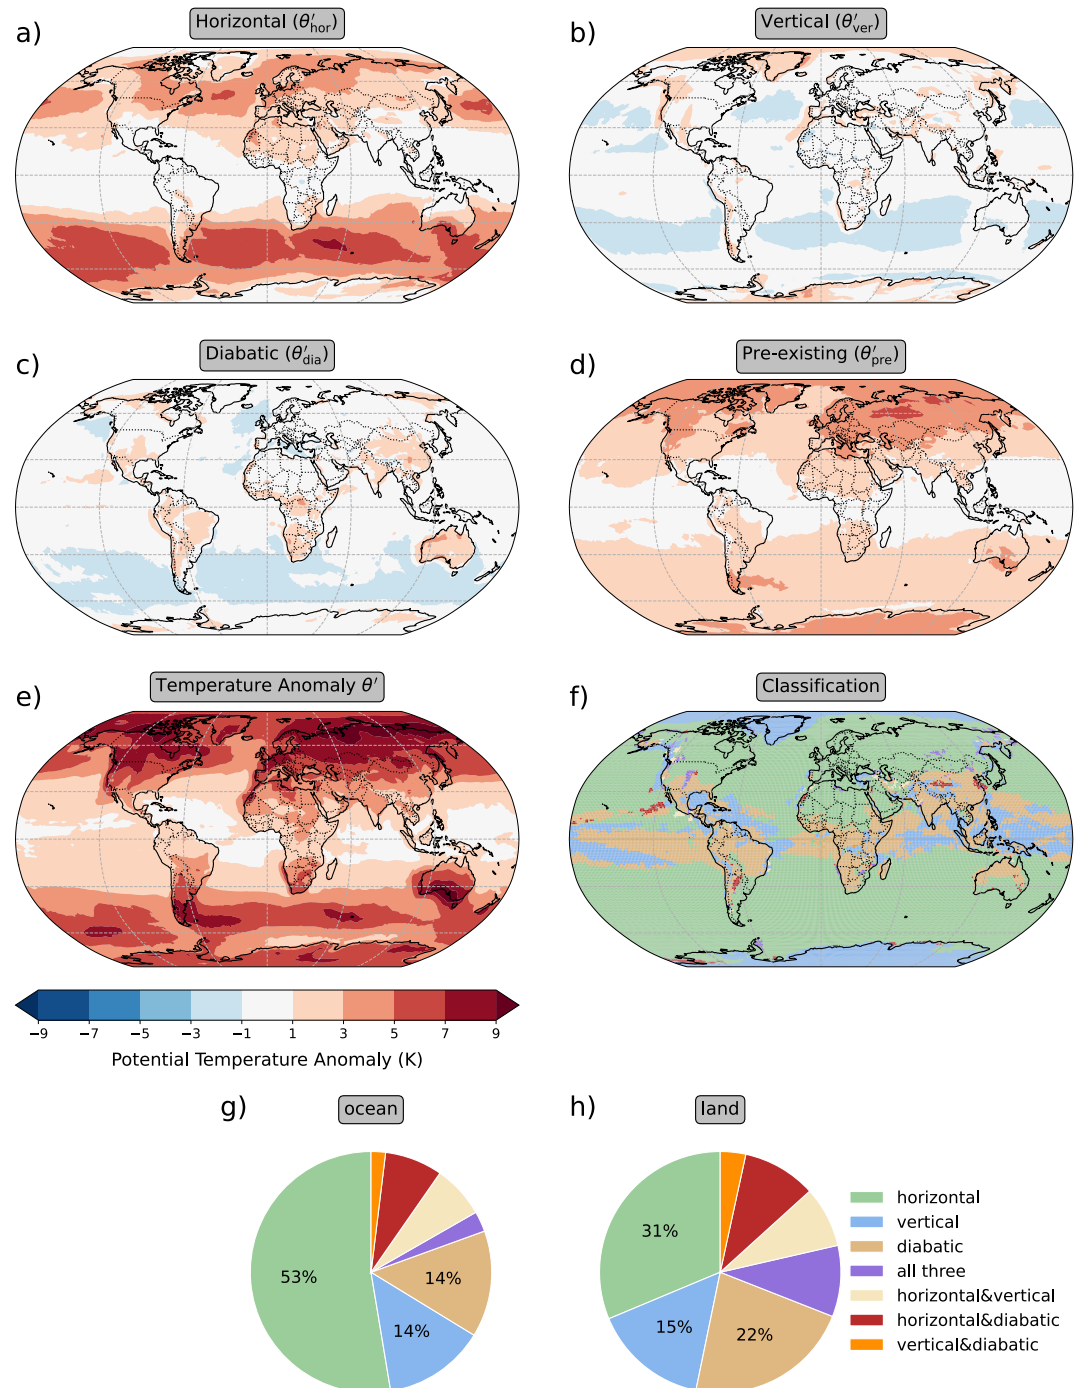 a)
Horizontal (θ′hor)
b)
Vertical (θ′ver)
c)
Diabatic (θ′dia)
d)
Pre-existing (θ′pre)
e)
Temperature Anomaly θ′
f)
Classification
−9 −7 −5 −3 −1 1 3 5 7 9
Potential Temperature Anomaly (K)
g)
ocean
h)
land
53%
14%
14%
31%
15%
22%
horizontal
vertical
diabatic
all three
horizontal&vertical
horizontal&diabatic
vertical&diabatic